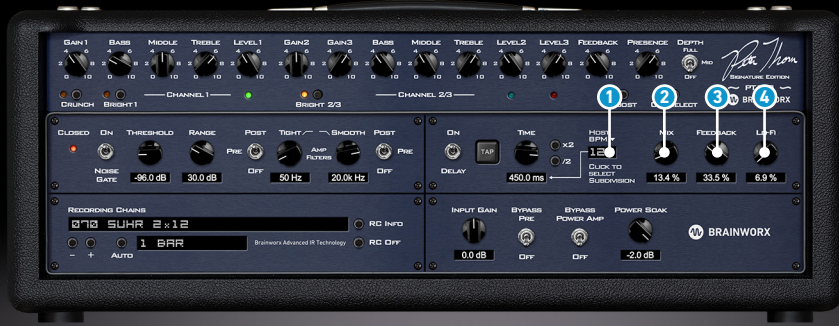 GAIN 1 BASS MIDDLE TREBLE LEVEL1 GAIN2 GAIN3 BASS MIDDLE TREBLE LEVEL2 LEVEL3 FEEDBACK PRESENCE DEPTH
FULL
MID
OFF
Pete Thorn
SIGNATURE EDITION
CRUNCH BRIGHT1 CHANNEL 1 BRIGHT 2/3 CHANNEL 2/3
BRAINWORX
1 2 3 4
CLOSED ON THRESHOLD RANGE POST TIGHT SMOOTH POST
PRE AMP FILTERS PRE
NOISE GATE OFF OFF
-96.0 dB 30.0 dB 50 Hz 20.0k Hz
ON TIME HOST BPM MIX FEEDBACK LO-FI
TAP
X2
/2
CLICK TO
SELECT
SUBDIVISION
DELAY
450.0 ms 13.4 % 33.5 % 6.9 %
RECORDING CHAINS
070 SUHR 2x12
RC INFO
- + AUTO
1 BAR
Brainworx Advanced IR Technology
RC OFF
INPUT GAIN BYPASS PRE BYPASS POWER AMP POWER SOAK
0.0 dB OFF OFF -2.0 dB
BRAINWORX